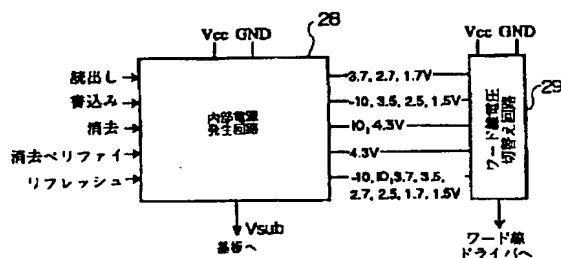 28
Vcc GND
Vcc GND
29
読出し
書込み
消去
消去ベリファイ
リフレッシュ
内部電源
発生回路
3.7, 2.7, 1.7V
-10, 3.5, 2.5, 1.5V
10, 4.3V
4.3V
-10, 10, 3.7, 3.5,
2.7, 2.5, 1.7, 1.5V
ワード線電圧
切替え回路
Vsub
基板へ
ワード線
ドライバへ